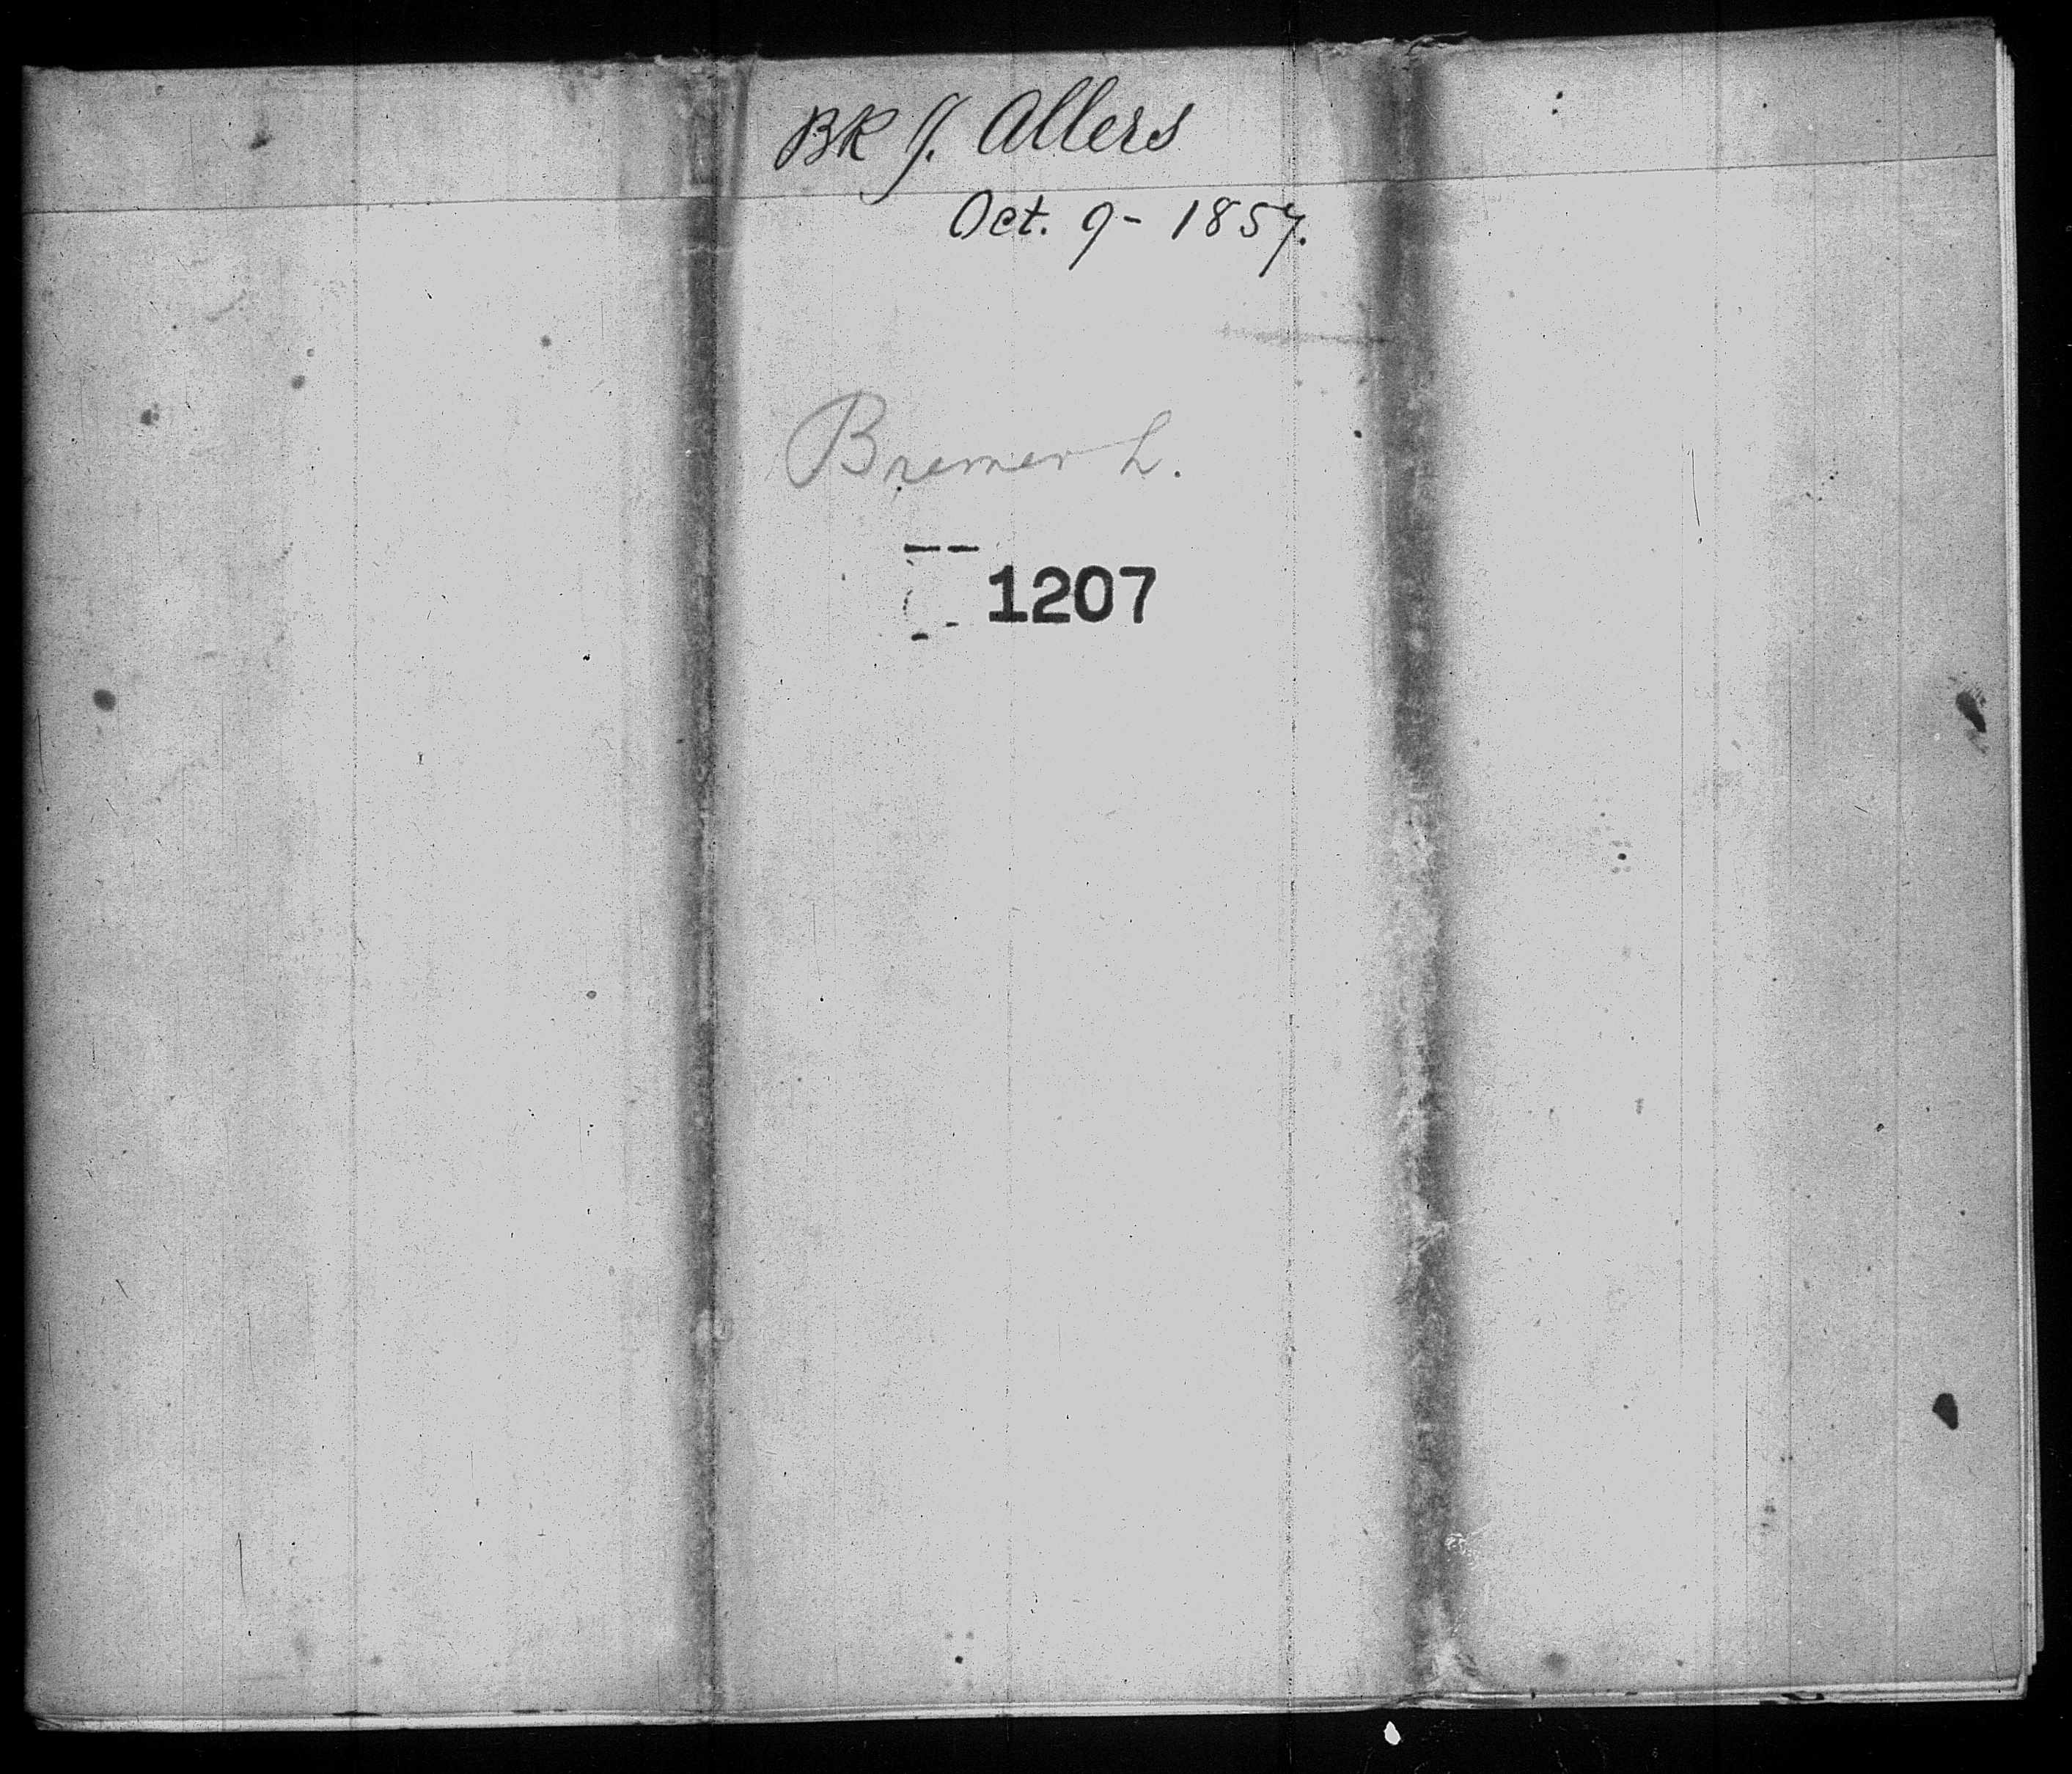 BK J. Allers
Oct. 9- 1857.
Bremer L.
1207